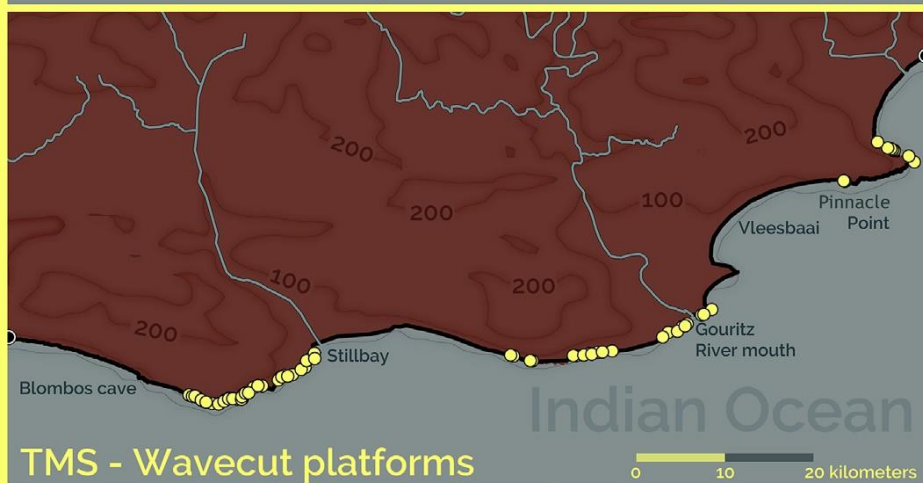 200
200
200
100
Pinnacle
Point
Vleesbaai
100
200
200
Gouritz
River mouth
Stillbay
Blombos cave
Indian Ocean
TMS - Wavecut platforms
0 10 20 kilometers